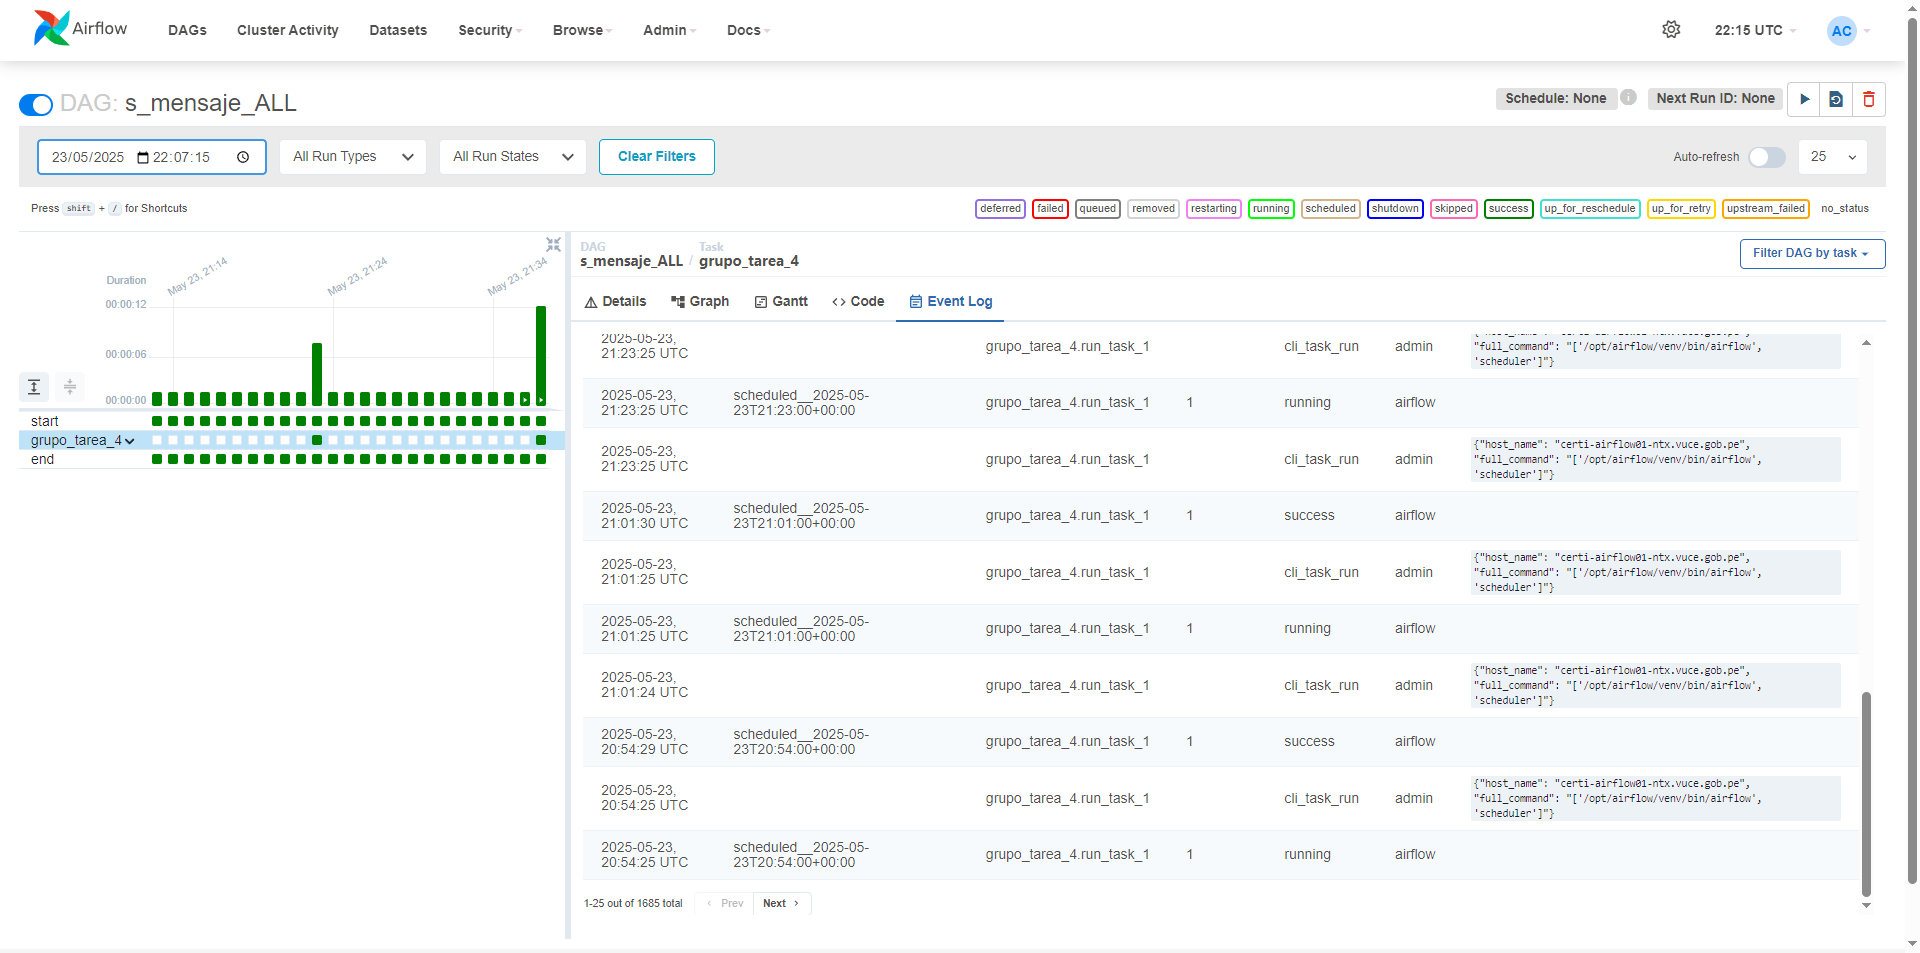 Airflow DAGs Cluster Activity Datasets Security Browse Admin Docs 22:15 UTC AC
DAG: s_mensaje_ALL Schedule: None i Next Run ID: None
23/05/2025 22:07:15 All Run Types All Run States Clear Filters Auto-refresh 25
Press shift + / for Shortcuts deferred failed queued removed restarting running scheduled shutdown skipped success up_for_reschedule up_for_retry upstream_failed no_status
Duration
May 23, 21:14
May 23, 21:24
May 23, 21:34
00:00:12
00:00:06
00:00:00
start
grupo_tarea_4
end
DAG Task
s_mensaje_ALL / grupo_tarea_4
Filter DAG by task
Details Graph Gantt Code Event Log
2025-05-23,
21:23:25 UTC grupo_tarea_4.run_task_1 cli_task_run admin
{"host_name": "certi-airflow01-ntx.vuce.gob.pe",
"full_command": "['/opt/airflow/venv/bin/airflow',
'scheduler']"}
2025-05-23,
21:23:25 UTC
scheduled__2025-05-
23T21:23:00+00:00
grupo_tarea_4.run_task_1 1 running airflow
2025-05-23,
21:23:25 UTC
grupo_tarea_4.run_task_1 cli_task_run admin
{"host_name": "certi-airflow01-ntx.vuce.gob.pe",
"full_command": "['/opt/airflow/venv/bin/airflow',
'scheduler']"}
2025-05-23,
21:01:30 UTC
scheduled__2025-05-
23T21:01:00+00:00
grupo_tarea_4.run_task_1 1 success airflow
2025-05-23,
21:01:25 UTC
grupo_tarea_4.run_task_1 cli_task_run admin
{"host_name": "certi-airflow01-ntx.vuce.gob.pe",
"full_command": "['/opt/airflow/venv/bin/airflow',
'scheduler']"}
2025-05-23,
21:01:25 UTC
scheduled__2025-05-
23T21:01:00+00:00
grupo_tarea_4.run_task_1 1 running airflow
2025-05-23,
21:01:24 UTC
grupo_tarea_4.run_task_1 cli_task_run admin
{"host_name": "certi-airflow01-ntx.vuce.gob.pe",
"full_command": "['/opt/airflow/venv/bin/airflow',
'scheduler']"}
2025-05-23,
20:54:29 UTC
scheduled__2025-05-
23T20:54:00+00:00
grupo_tarea_4.run_task_1 1 success airflow
2025-05-23,
20:54:25 UTC
grupo_tarea_4.run_task_1 cli_task_run admin
{"host_name": "certi-airflow01-ntx.vuce.gob.pe",
"full_command": "['/opt/airflow/venv/bin/airflow',
'scheduler']"}
2025-05-23,
20:54:25 UTC
scheduled__2025-05-
23T20:54:00+00:00
grupo_tarea_4.run_task_1 1 running airflow
1-25 out of 1685 total ‹ Prev Next ›